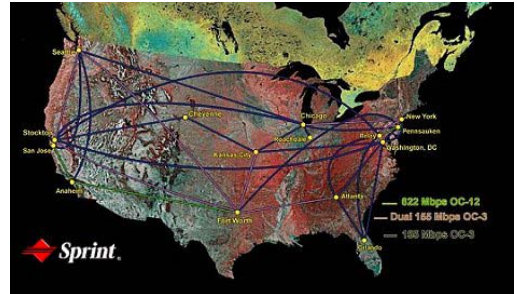 Seattle
Cheyenne
Chicago
New York
Stockton
San Jose
Roachdale
Relay
Pennsauken
Washington, DC
Kansas City
Anaheim
Fort Worth
Atlanta
Orlando
622 Mbps OC-12
Dual 155 Mbps OC-3
155 Mbps OC-3
Sprint.